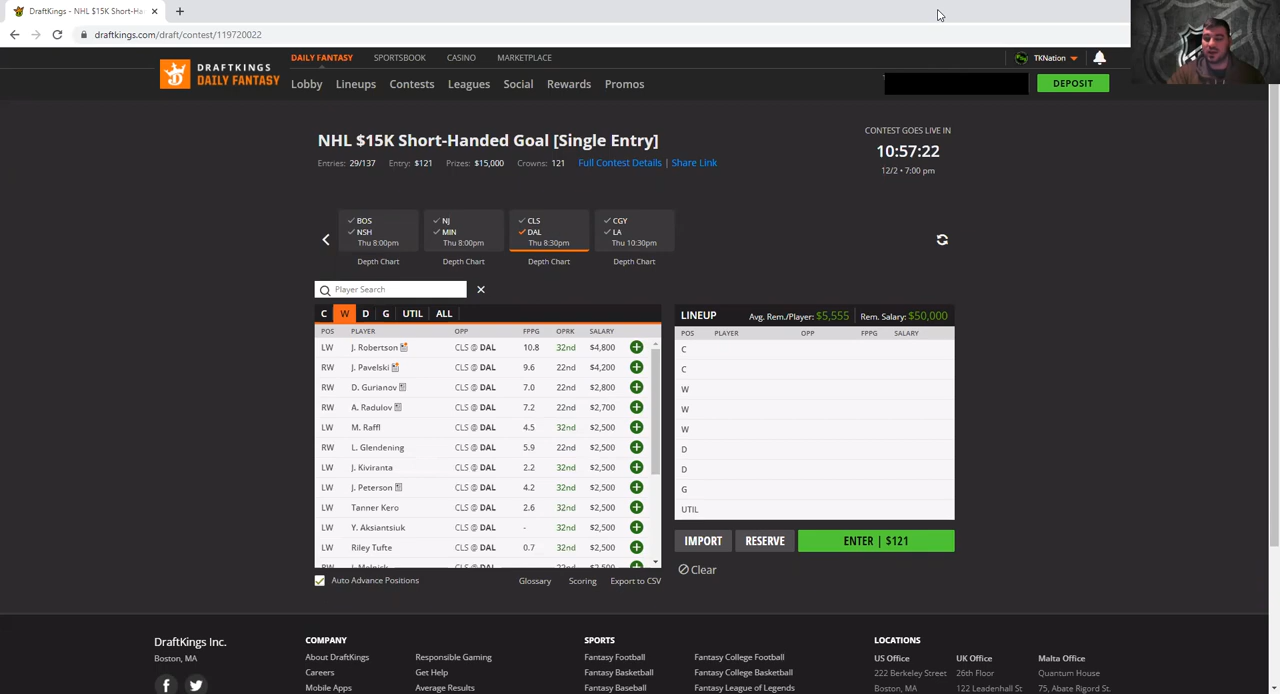 DraftKings - NHL $15K Short-Ha
draftkings.com/draft/contest/119720022
DRAFTKINGS
DAILY FANTASY
DAILY FANTASY SPORTSBOOK CASINO MARKETPLACE
TKNation
Lobby Lineups Contests Leagues Social Rewards Promos
DEPOSIT
NHL $15K Short-Handed Goal [Single Entry]
Entries: 29/137 Entry: $121 Prizes: $15,000 Crowns: 121 Full Contest Details | Share Link
CONTEST GOES LIVE IN
10:57:22
12/2 • 7:00 pm
BOS NJ CLS CGY
NSH MIN DAL LA
Thu 8:00pm Thu 8:00pm Thu 8:30pm Thu 10:30pm
Depth Chart Depth Chart Depth Chart Depth Chart
Player Search
C W D G UTIL ALL
POS PLAYER OPP FPPG OPRK SALARY
LW J. Robertson CLS @ DAL 10.8 32nd $4,800
RW J. Pavelski CLS @ DAL 9.6 22nd $4,200
RW D. Gurianov CLS @ DAL 7.0 22nd $2,800
RW A. Radulov CLS @ DAL 7.2 22nd $2,700
LW M. Raffl CLS @ DAL 4.5 32nd $2,500
RW L. Glendening CLS @ DAL 5.9 22nd $2,500
LW J. Kiviranta CLS @ DAL 2.2 32nd $2,500
LW J. Peterson CLS @ DAL 4.2 32nd $2,500
LW Tanner Kero CLS @ DAL 2.6 32nd $2,500
LW Y. Aksiantsiuk CLS @ DAL - 32nd $2,500
LW Riley Tufte CLS @ DAL 0.7 32nd $2,500
LINEUP Avg. Rem./Player: $5,555 Rem. Salary: $50,000
POS PLAYER OPP FPPG SALARY
C
C
W
W
W
D
D
G
UTIL
IMPORT RESERVE ENTER | $121
Clear
Auto Advance Positions Glossary Scoring Export to CSV
DraftKings Inc.
Boston, MA
COMPANY
About DraftKings Responsible Gaming
Careers Get Help
Mobile Apps Average Results
SPORTS
Fantasy Football Fantasy College Football
Fantasy Basketball Fantasy College Basketball
Fantasy Baseball Fantasy League of Legends
LOCATIONS
US Office UK Office Malta Office
222 Berkeley Street 26th Floor Quantum House
Boston, MA 122 Leadenhall St 75, Abate Rigord St.